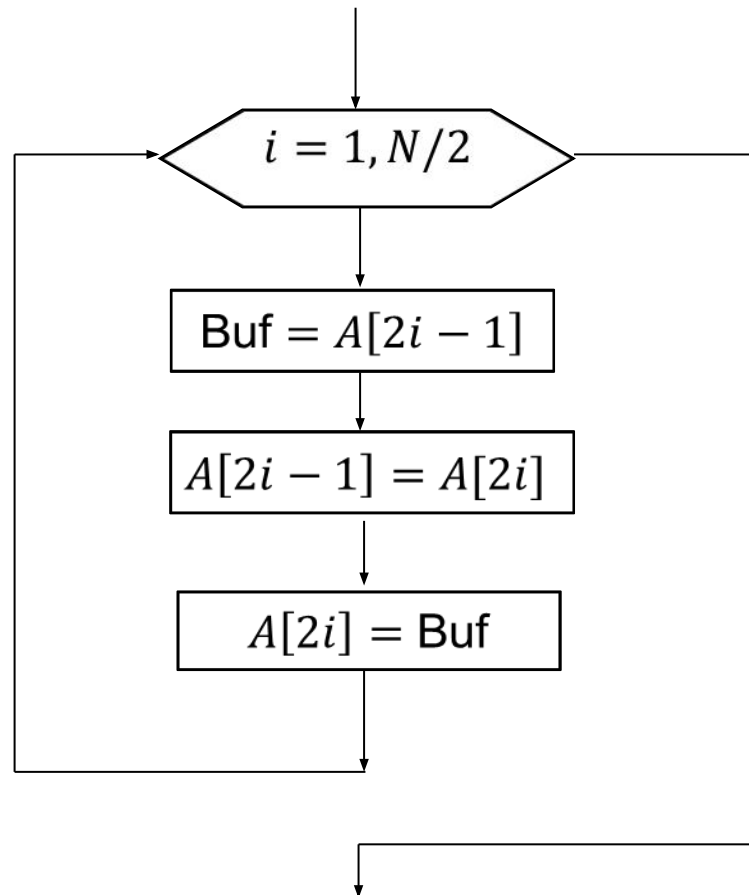 i = 1, N/2
Buf = A[2i − 1]
A[2i − 1] = A[2i]
A[2i] = Buf